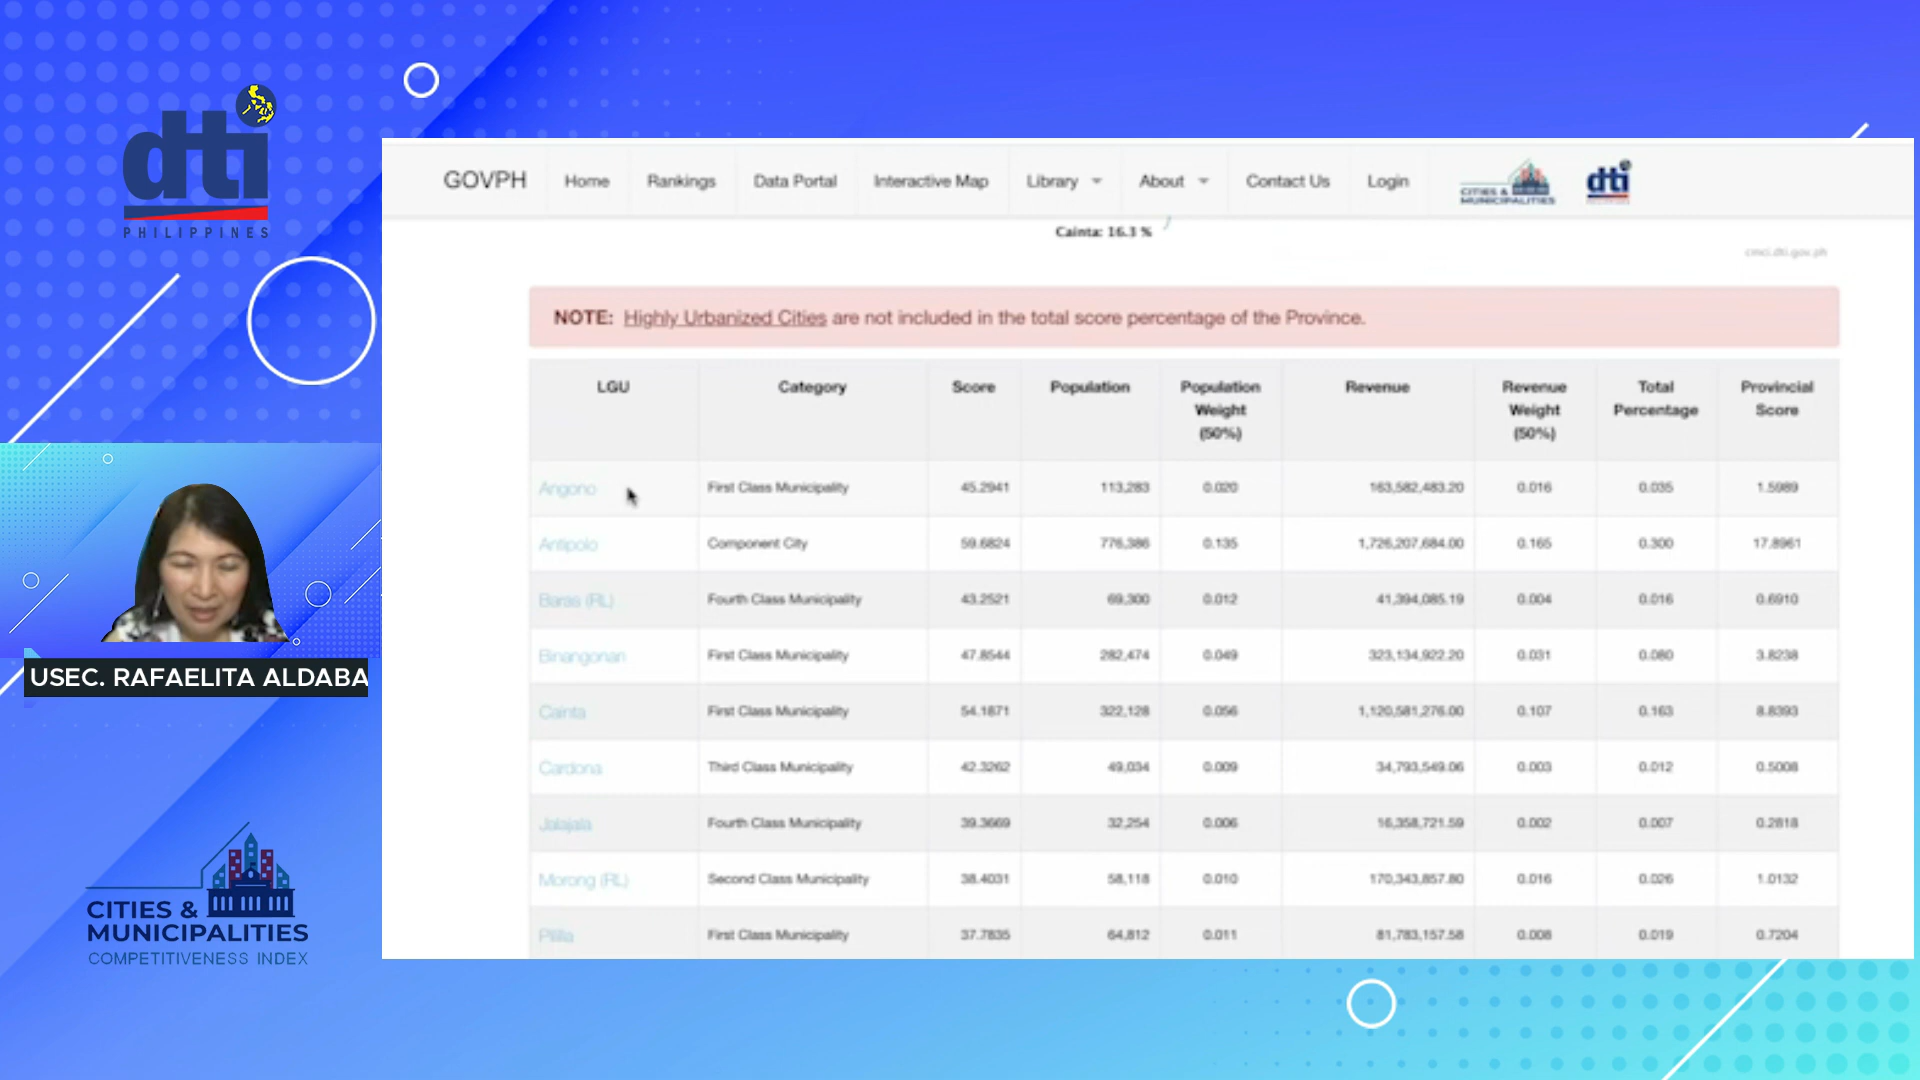 dti
PHILIPPINES
GOVPH Home Rankings Data Portal Interactive Map Library About Contact Us Login CITIES & MUNICIPALITIES dti
Cainta: 16.3 %
cmci.dti.gov.ph
NOTE: Highly Urbanized Cities are not included in the total score percentage of the Province.
LGU Category Score Population Population Weight (50%) Revenue Revenue Weight (50%) Total Percentage Provincial Score
Angono First Class Municipality 45.2941 113,283 0.020 163,582,483.20 0.016 0.035 1.5989
Antipolo Component City 59.6824 776,386 0.135 1,726,207,684.00 0.165 0.300 17.8961
Baras (RL) Fourth Class Municipality 43.2521 69,300 0.012 41,394,085.19 0.004 0.016 0.6910
Binangonan First Class Municipality 47.8544 282,474 0.049 323,134,922.20 0.031 0.080 3.8238
Cainta First Class Municipality 54.1871 322,128 0.056 1,120,581,276.00 0.107 0.163 8.8393
Cardona Third Class Municipality 42.3262 49,034 0.009 34,793,549.06 0.003 0.012 0.5008
Jalajala Fourth Class Municipality 39.3669 32,254 0.006 16,358,721.59 0.002 0.007 0.2818
Morong (RL) Second Class Municipality 38.4031 58,118 0.010 170,343,857.80 0.016 0.026 1.0132
Pililla First Class Municipality 37.7835 64,812 0.011 81,783,157.58 0.008 0.019 0.7204
USEC. RAFAELITA ALDABA
CITIES &
MUNICIPALITIES
COMPETITIVENESS INDEX